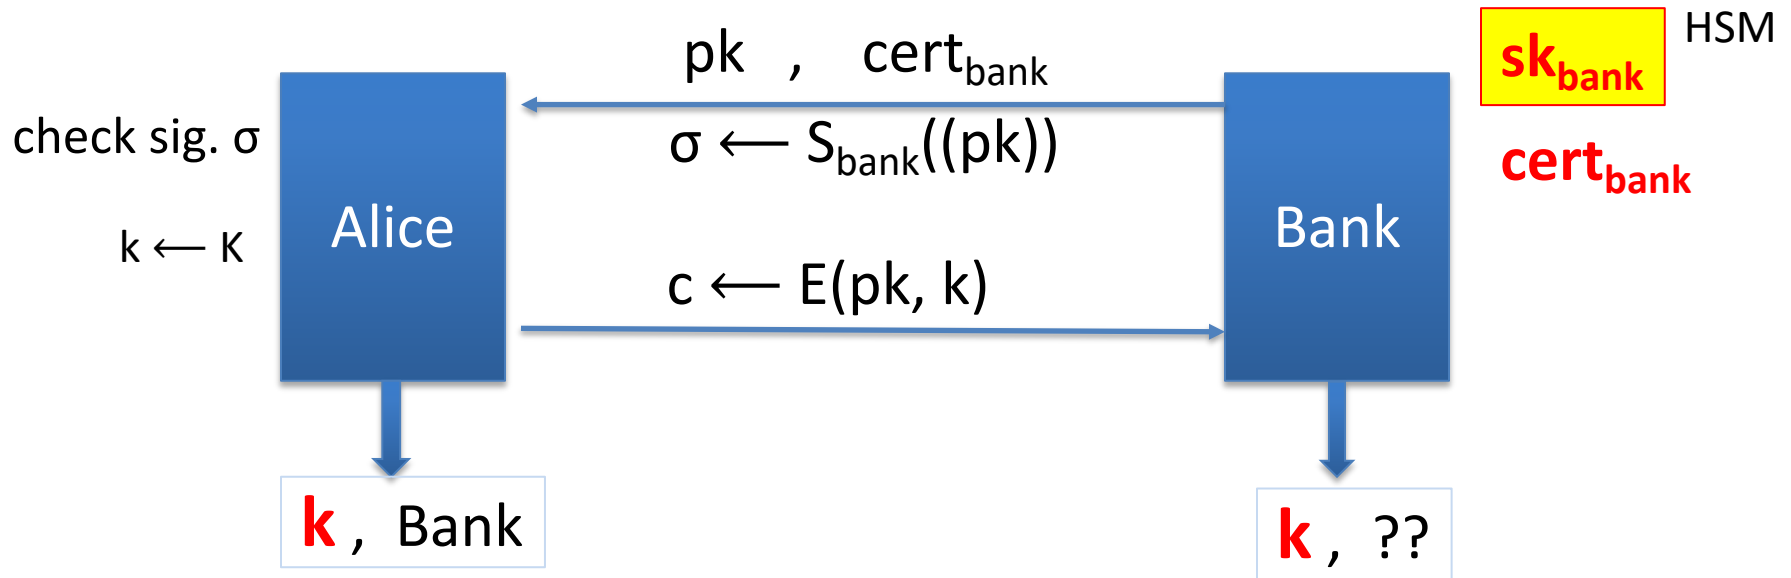 pk , cert_bank
HSM
sk_bank
check sig. σ
σ ⟵ S_bank((pk))
cert_bank
Alice
Bank
k ⟵ K
c ⟵ E(pk, k)
k , Bank
k , ??